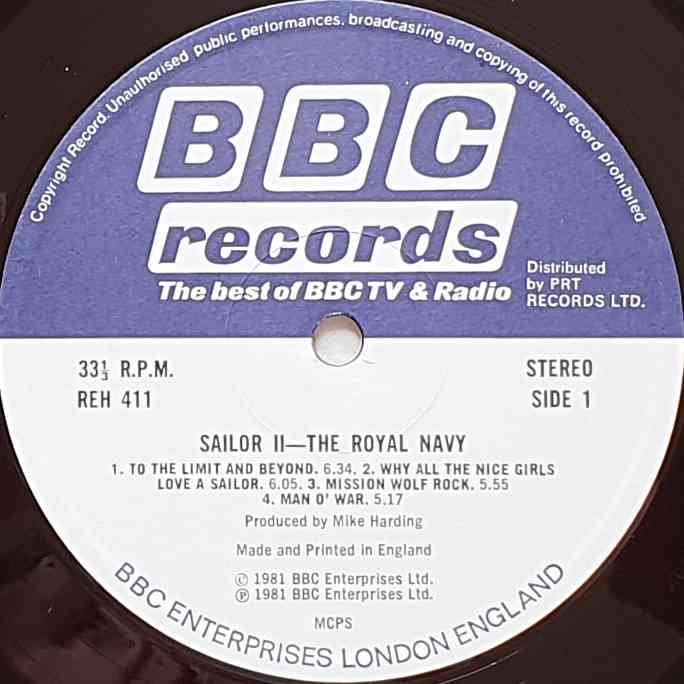 Copyright Record. Unauthorised public performances, broadcasting and copying of this record prohibited
BBC
records
The best of BBC TV & Radio
Distributed
by PRT
RECORDS LTD.
33⅓ R.P.M.
REH 411
STEREO
SIDE 1
SAILOR II—THE ROYAL NAVY
1. TO THE LIMIT AND BEYOND. 6.34. 2. WHY ALL THE NICE GIRLS
LOVE A SAILOR. 6.05. 3. MISSION WOLF ROCK. 5.55
4. MAN O' WAR. 5.17
Produced by Mike Harding
Made and Printed in England
© 1981 BBC Enterprises Ltd.
℗ 1981 BBC Enterprises Ltd.
MCPS
BBC ENTERPRISES LONDON ENGLAND